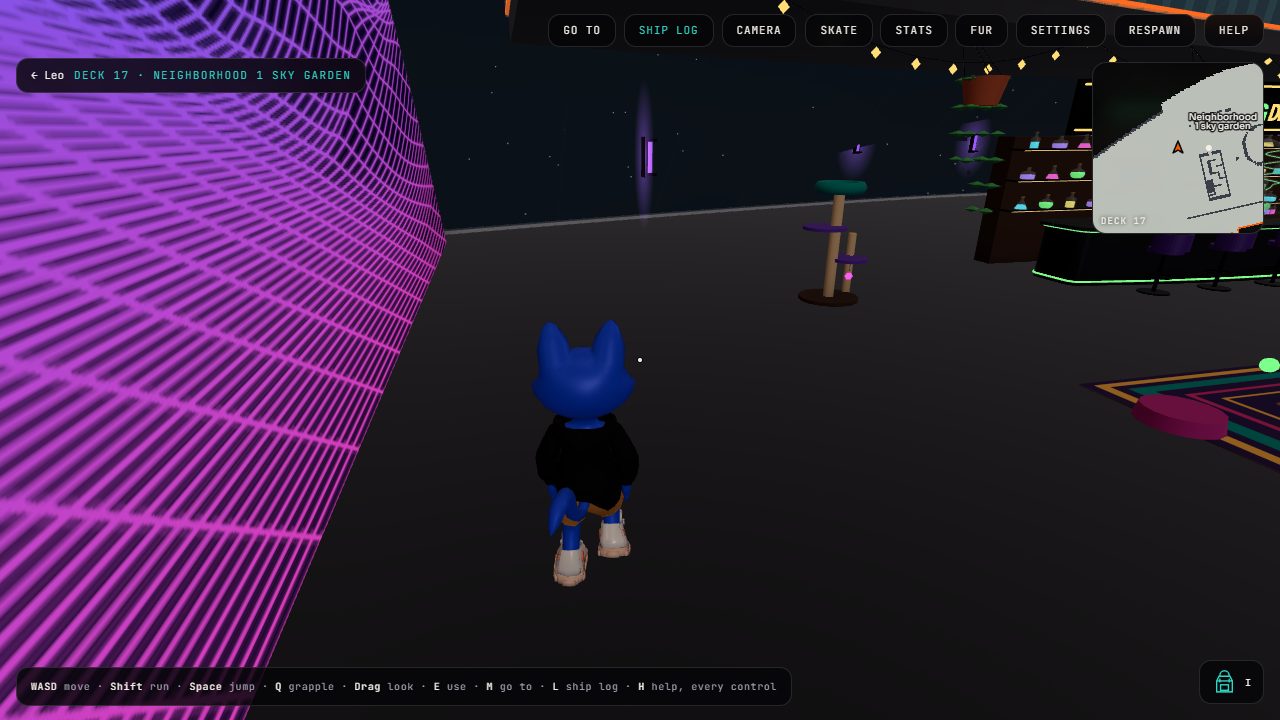 GO TO
SHIP LOG
CAMERA
SKATE
STATS
FUR
SETTINGS
RESPAWN
HELP
← Leo DECK 17 · NEIGHBORHOOD 1 SKY GARDEN
Neighborhood
1 sky garden
DECK 17
WASD move · Shift run · Space jump · Q grapple · Drag look · E use · M go to · L ship log · H help, every control
I